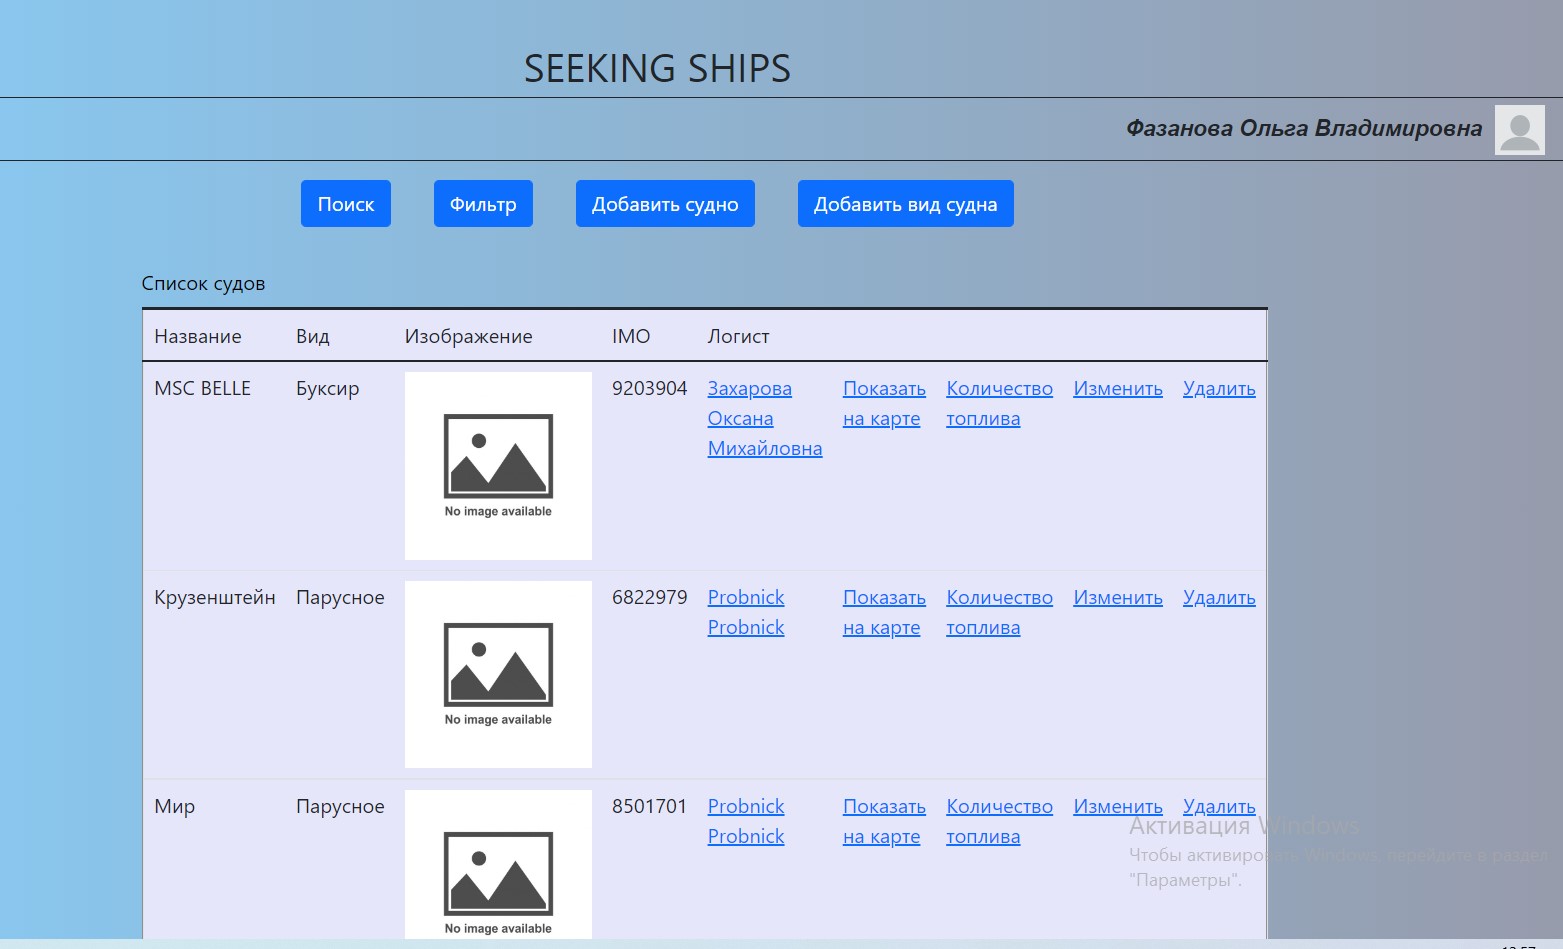 SEEKING SHIPS
Фазанова Ольга Владимировна
Поиск Фильтр Добавить судно Добавить вид судна
Список судов
Название Вид Изображение IMO Логист
MSC BELLE Буксир 9203904 Захарова Показать Количество Изменить Удалить
Оксана на карте топлива
Михайловна
No image available
Крузенштейн Парусное 6822979 Probnick Показать Количество Изменить Удалить
Probnick на карте топлива
No image available
Мир Парусное 8501701 Probnick Показать Количество Изменить Удалить
Активация Windows
Probnick на карте топлива
Чтобы активировать Windows, перейдите в раздел
"Параметры".
No image available